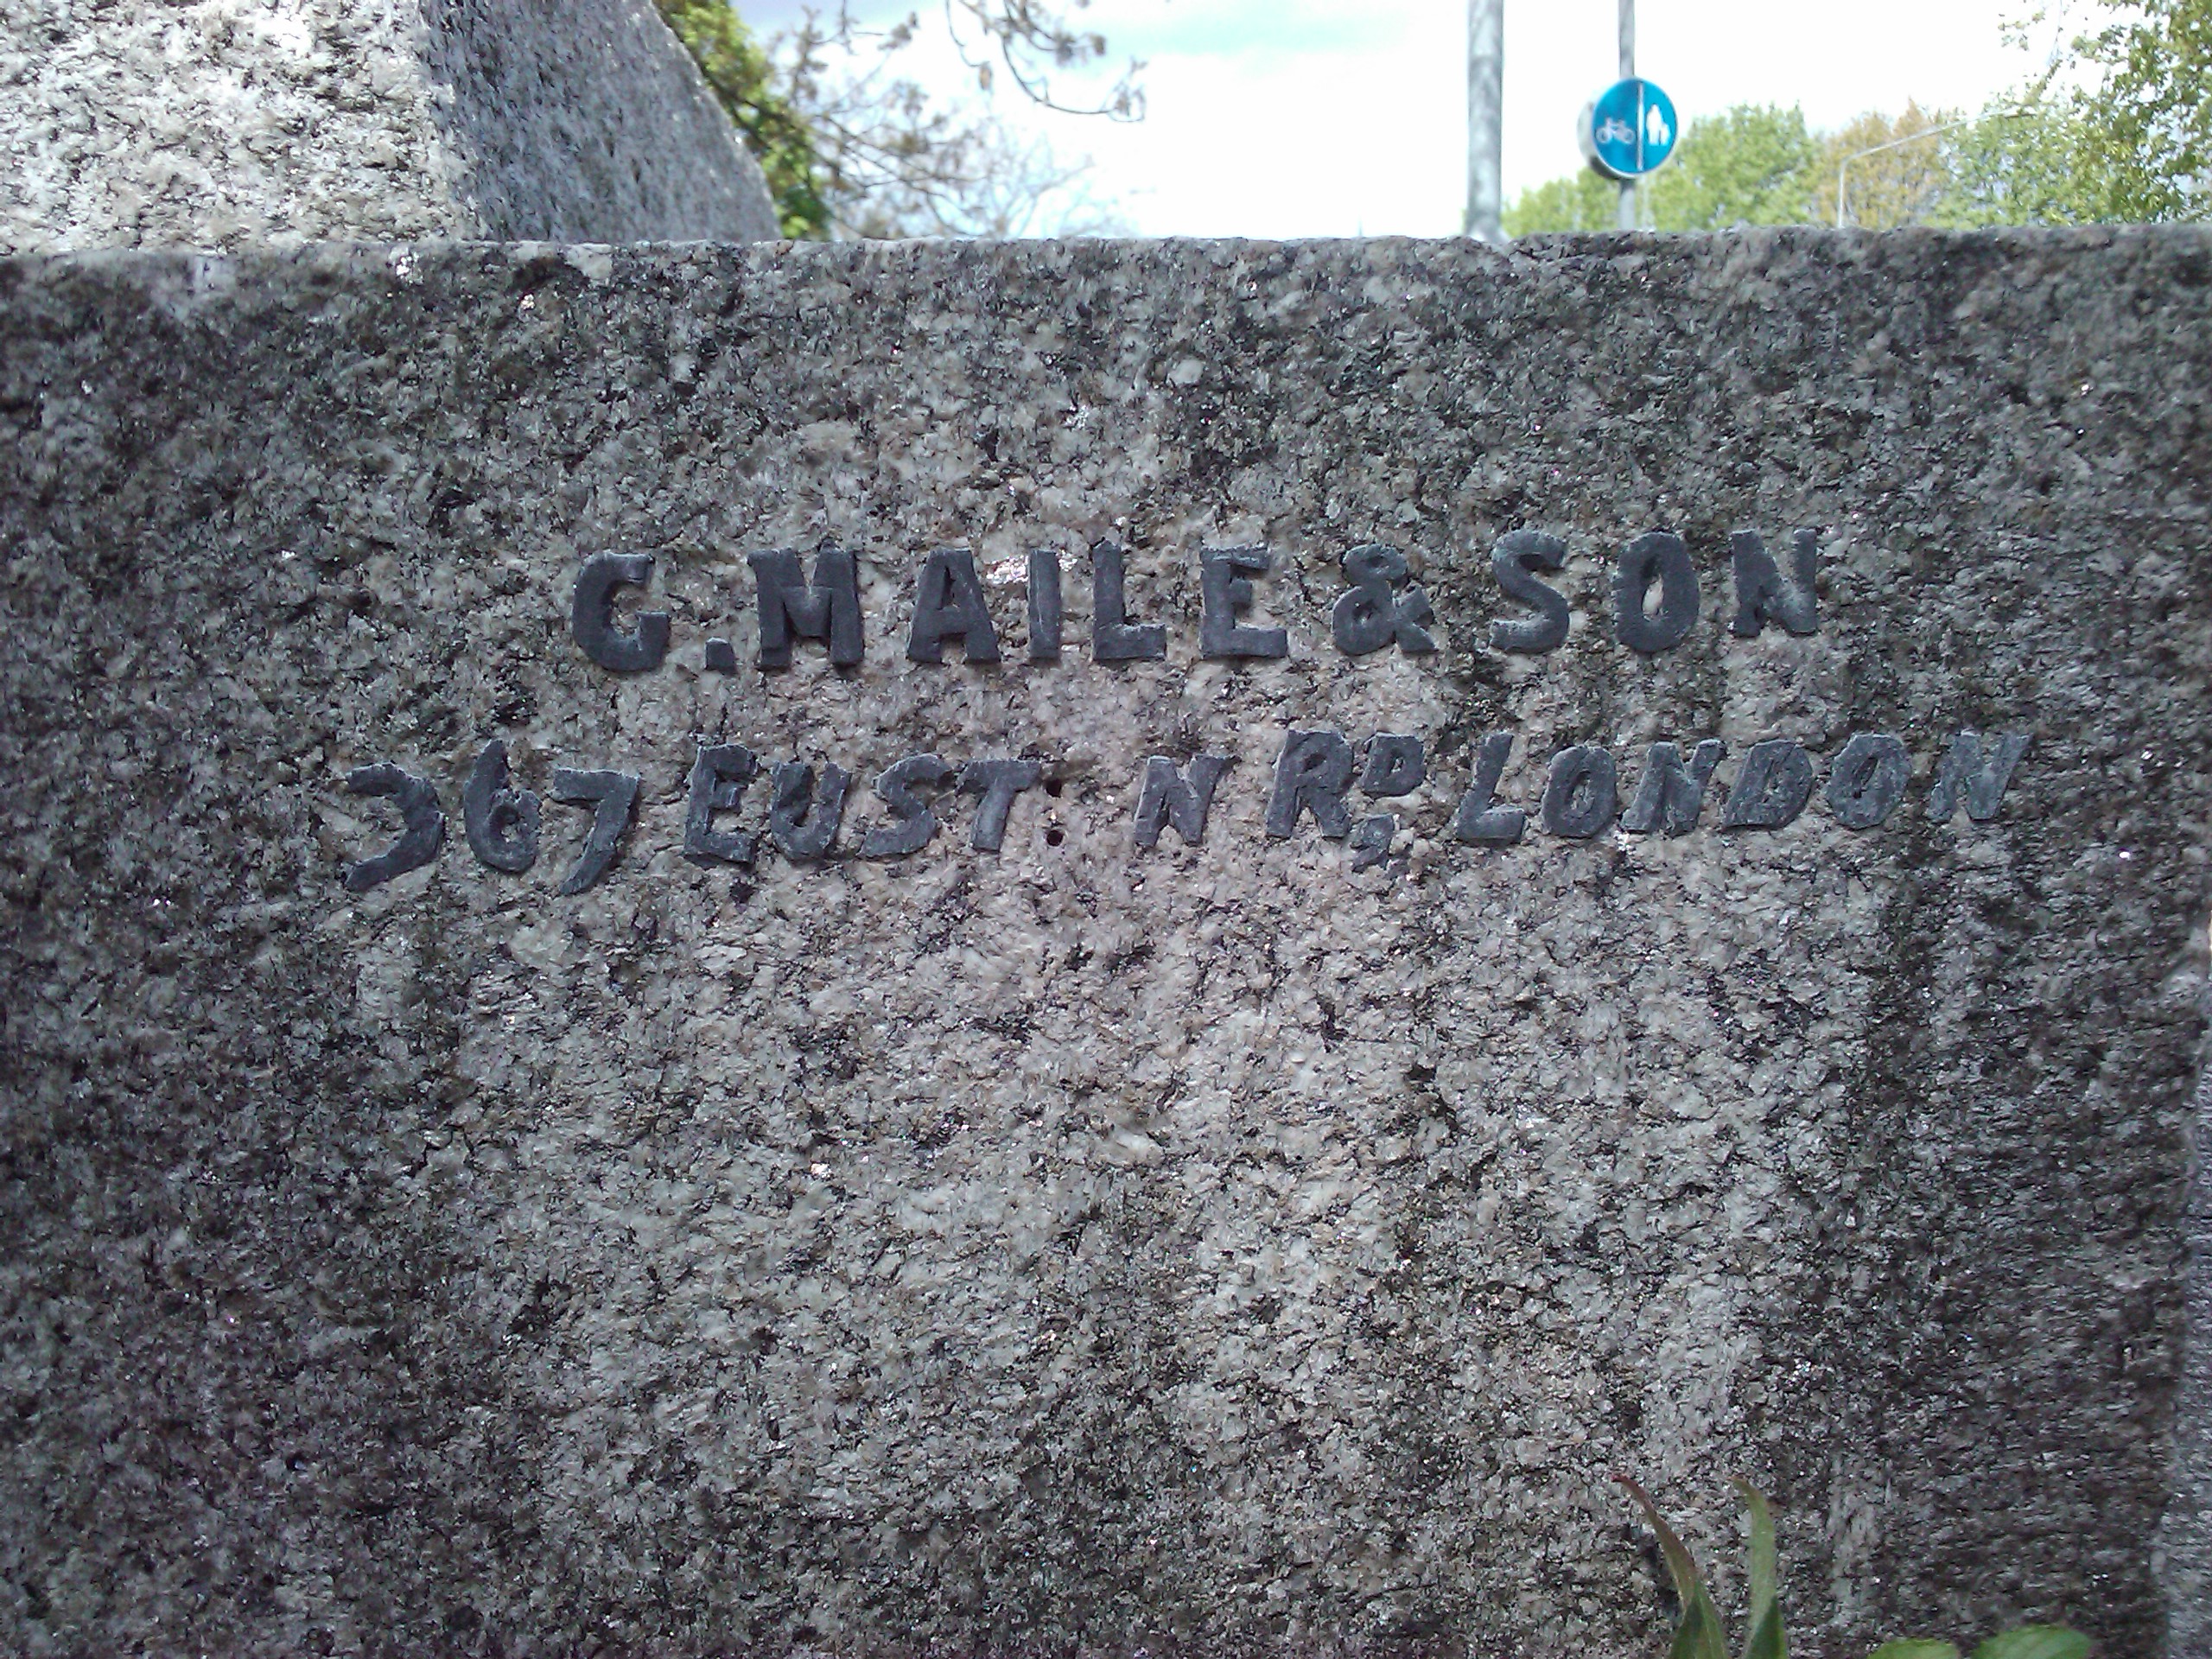 G. MAILE & SON
367 EUST N RD, LONDON